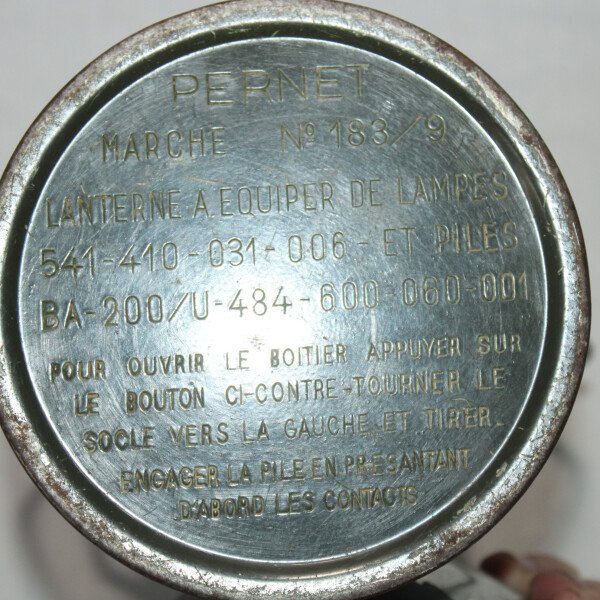 PERNET
MARCHE Nº 183/9
LANTERNE A EQUIPER DE LAMPES
541-410-031-006-ET PILES
BA-200/U-484-600-060-001
POUR OUVRIR LE BOITIER APPUYER SUR
LE BOUTON CI-CONTRE-TOURNER LE
SOCLE VERS LA GAUCHE ET TIRER.
ENGAGER LA PILE EN PRESANTANT
D'ABORD LES CONTACTS